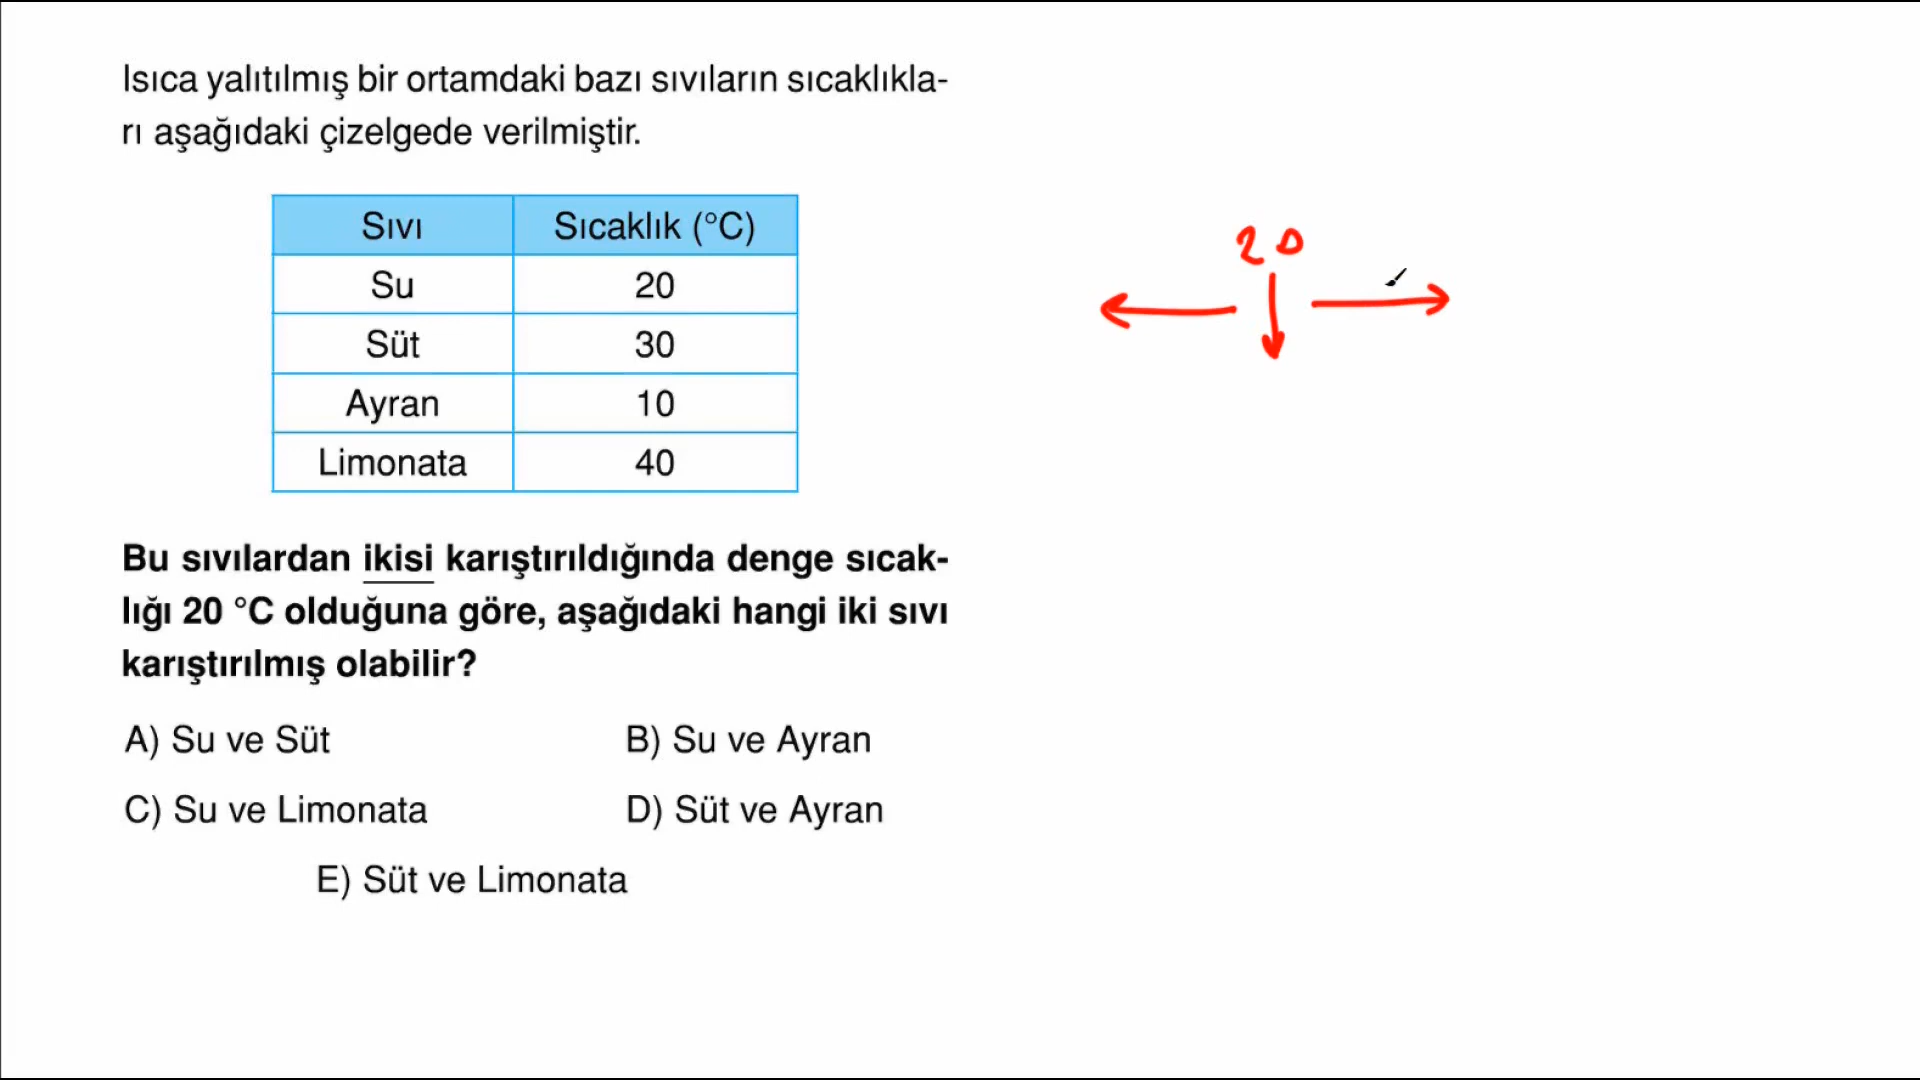 Isıca yalıtılmış bir ortamdaki bazı sıvıların sıcaklıkla-
rı aşağıdaki çizelgede verilmiştir.
Sıvı Sıcaklık (°C)
Su 20
Süt 30
Ayran 10
Limonata 40
20
Bu sıvılardan ikisi karıştırıldığında denge sıcak-
lığı 20 °C olduğuna göre, aşağıdaki hangi iki sıvı
karıştırılmış olabilir?
A) Su ve Süt B) Su ve Ayran
C) Su ve Limonata D) Süt ve Ayran
E) Süt ve Limonata